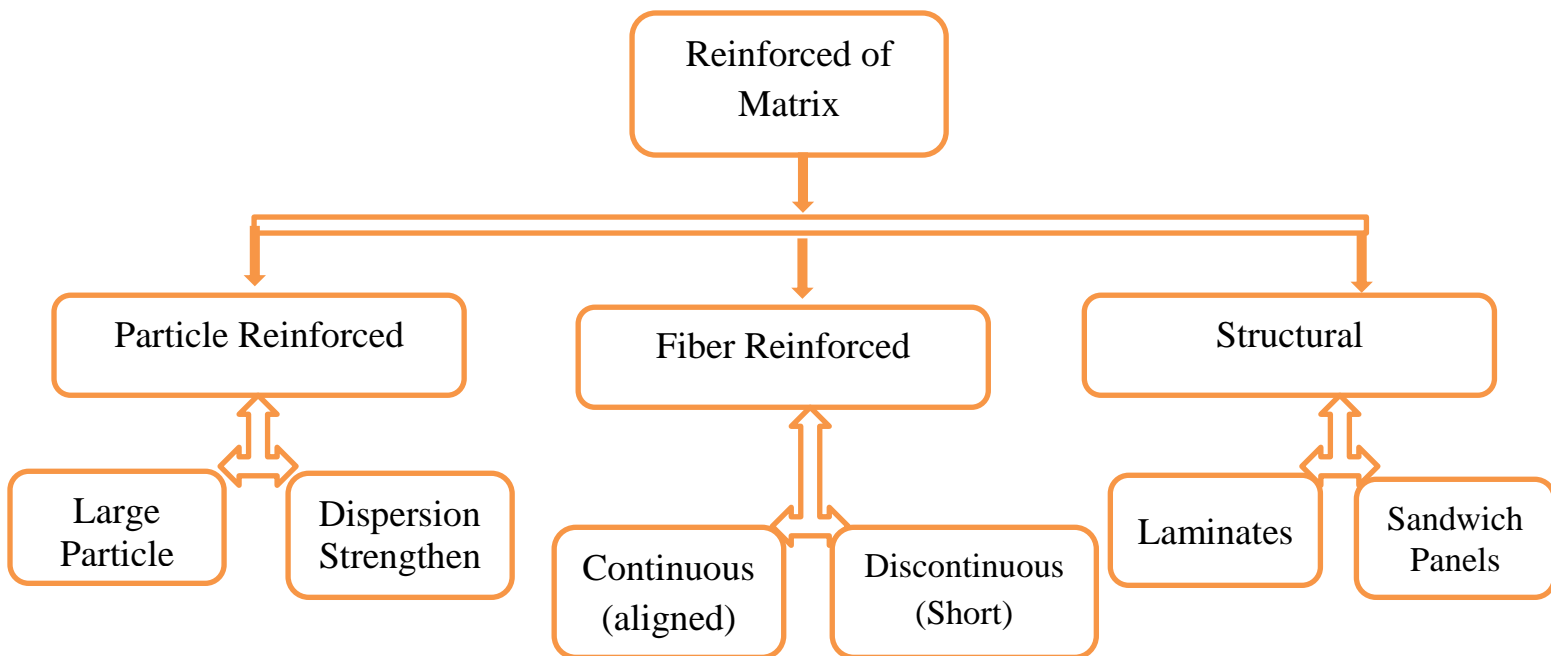 Reinforced of
Matrix
Particle Reinforced
Fiber Reinforced
Structural
Large
Particle
Dispersion
Strengthen
Continuous
(aligned)
Discontinuous
(Short)
Laminates
Sandwich
Panels